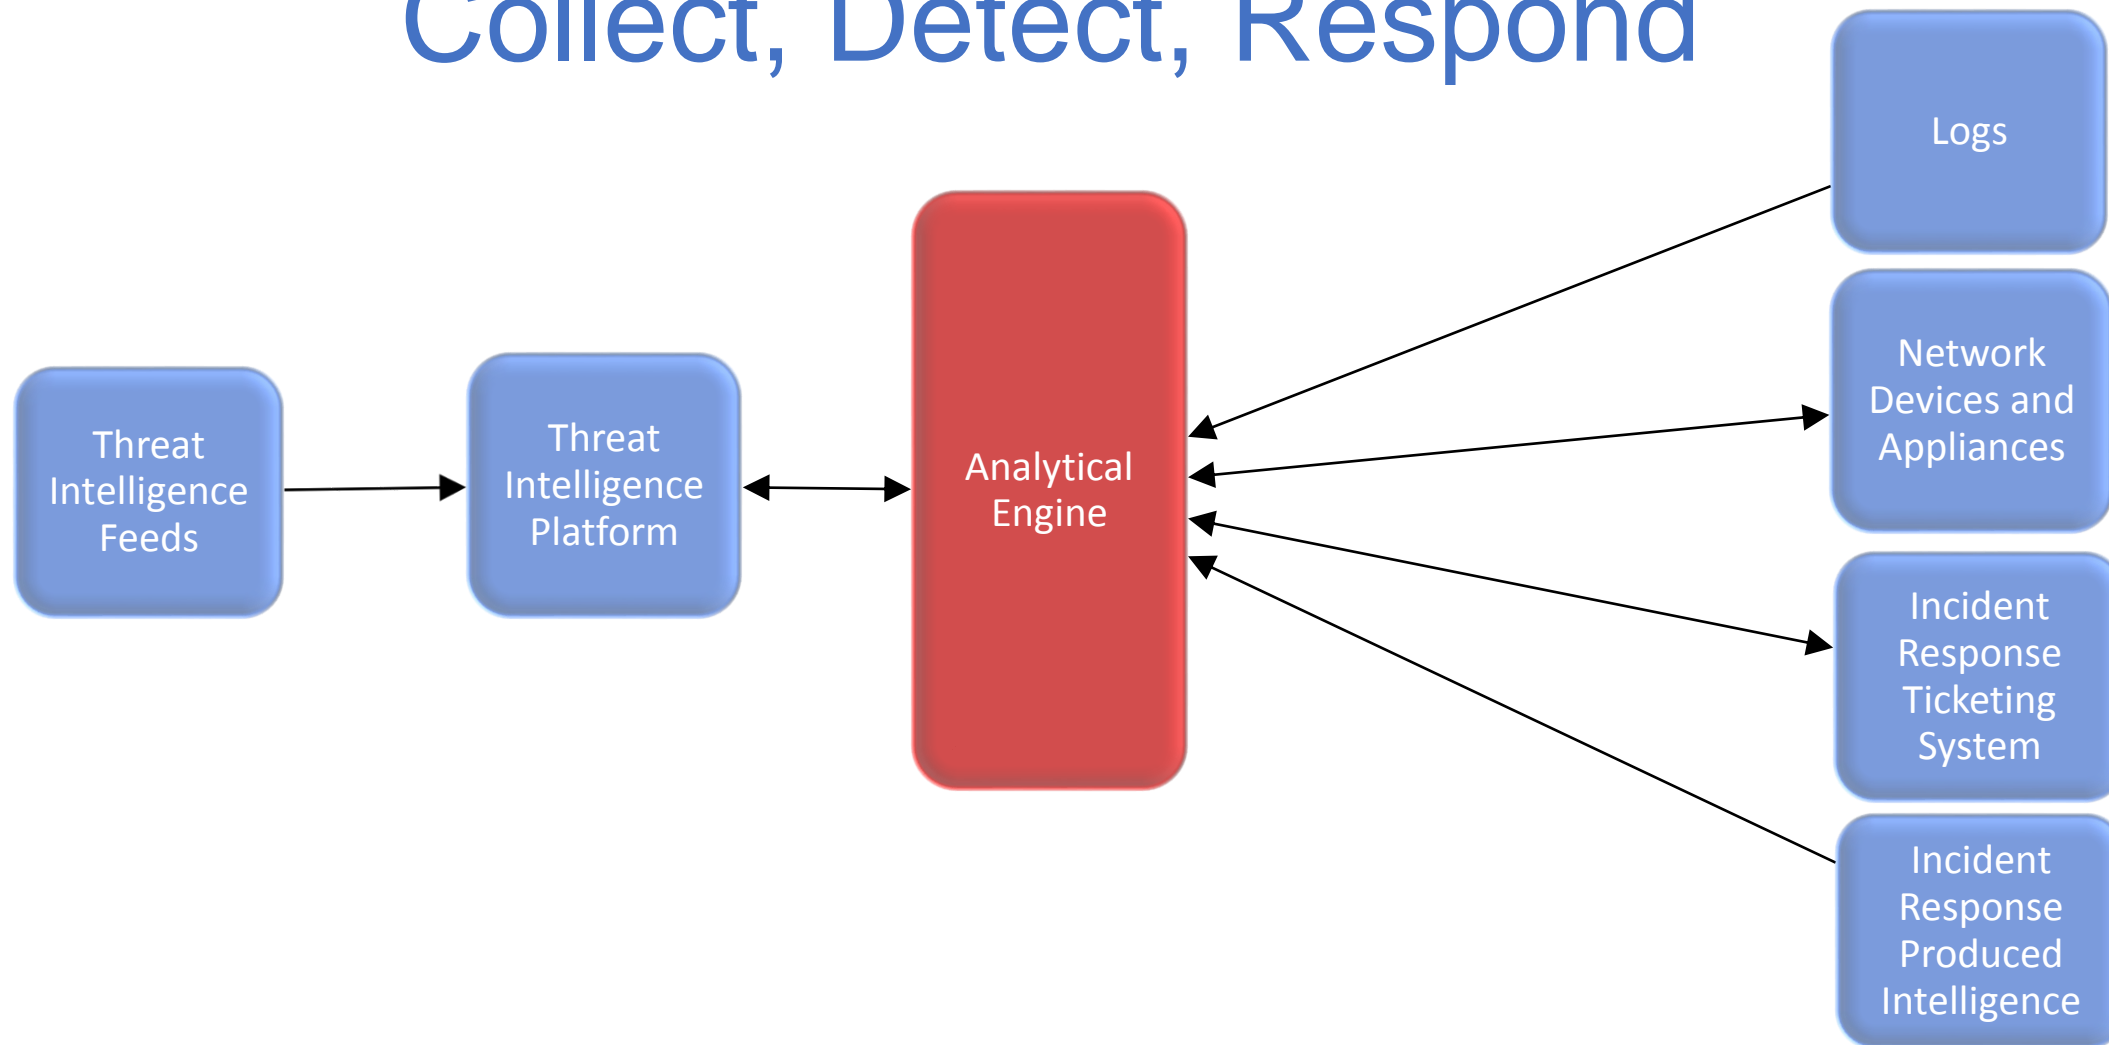 Collect, Detect, Respond
Logs
Network
Devices and
Appliances
Threat
Intelligence
Feeds
Threat
Intelligence
Platform
Analytical
Engine
Incident
Response
Ticketing
System
Incident
Response
Produced
Intelligence